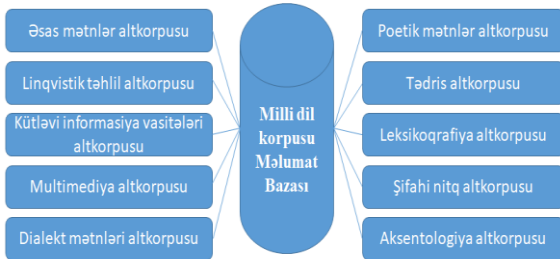 Əsas mətnlər altkorpusu
Linqvistik təhlil altkorpusu
Kütləvi informasiya vasitələri
altkorpusu
Multimediya altkorpusu
Dialekt mətnləri altkorpusu
Milli dil
korpusu
Məlumat
Bazası
Poetik mətnlər altkorpusu
Tədris altkorpusu
Leksikoqrafiya altkorpusu
Şifahi nitq altkorpusu
Aksentologiya altkorpusu